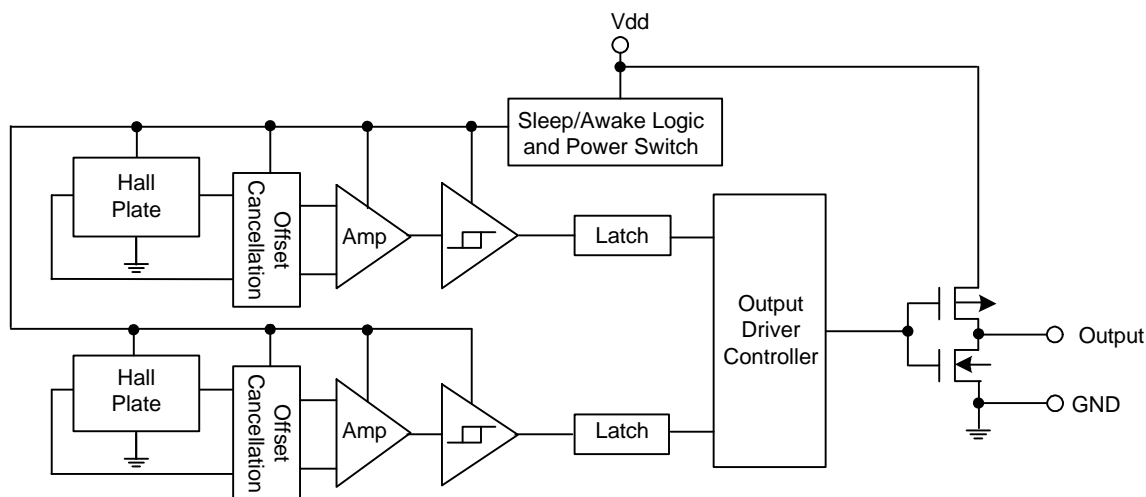 Vdd
Sleep/Awake Logic
and Power Switch
Hall
Plate
Offset
Cancellation
Amp
Latch
Output
Driver
Controller
Output
GND
Hall
Plate
Offset
Cancellation
Amp
Latch